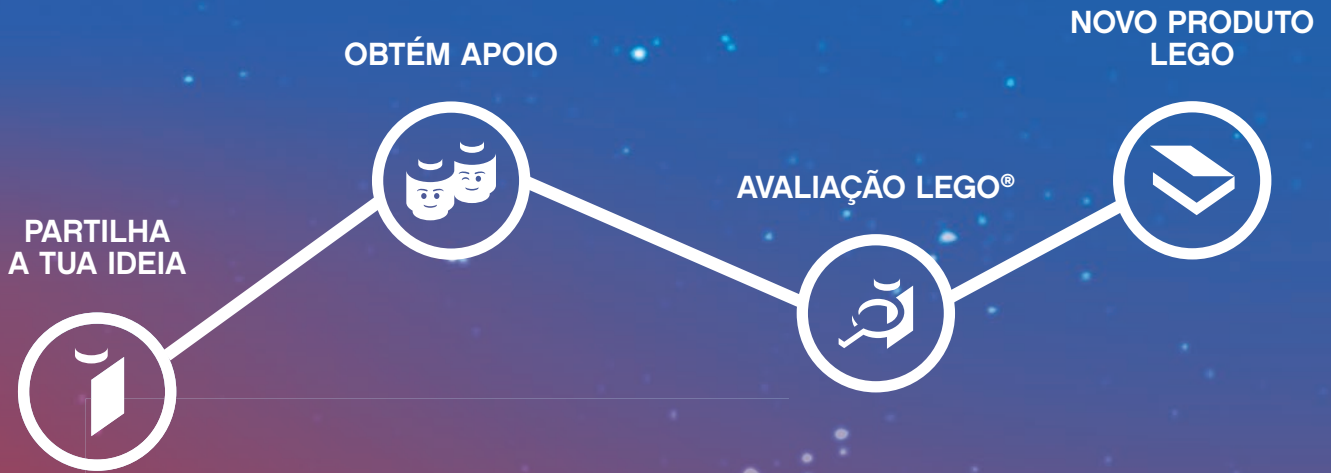 PARTILHA
A TUA IDEIA
OBTÉM APOIO
AVALIAÇÃO LEGO®
NOVO PRODUTO
LEGO